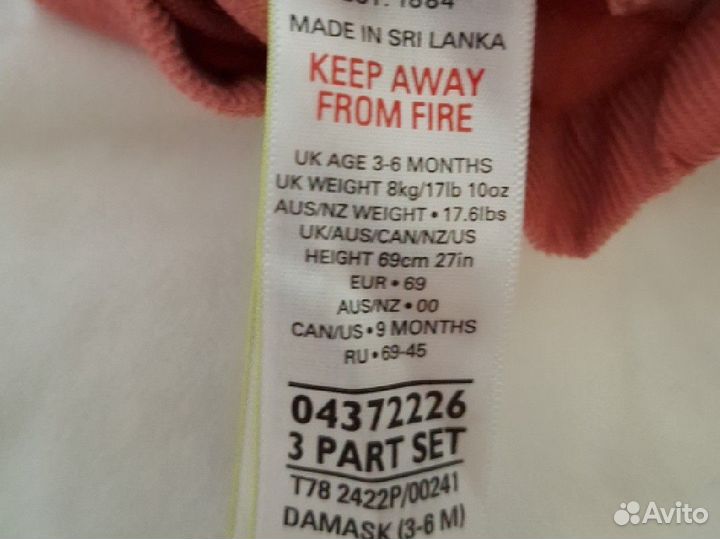 EST. 1884
MADE IN SRI LANKA
KEEP AWAY
FROM FIRE
UK AGE 3-6 MONTHS
UK WEIGHT 8kg/17lb 10oz
AUS/NZ WEIGHT • 17.6lbs
UK/AUS/CAN/NZ/US
HEIGHT 69cm 27in
EUR • 69
AUS/NZ • 00
CAN/US • 9 MONTHS
RU • 69-45
04372226
3 PART SET
T78 2422P/00241
DAMASK (3-6 M)
Avito